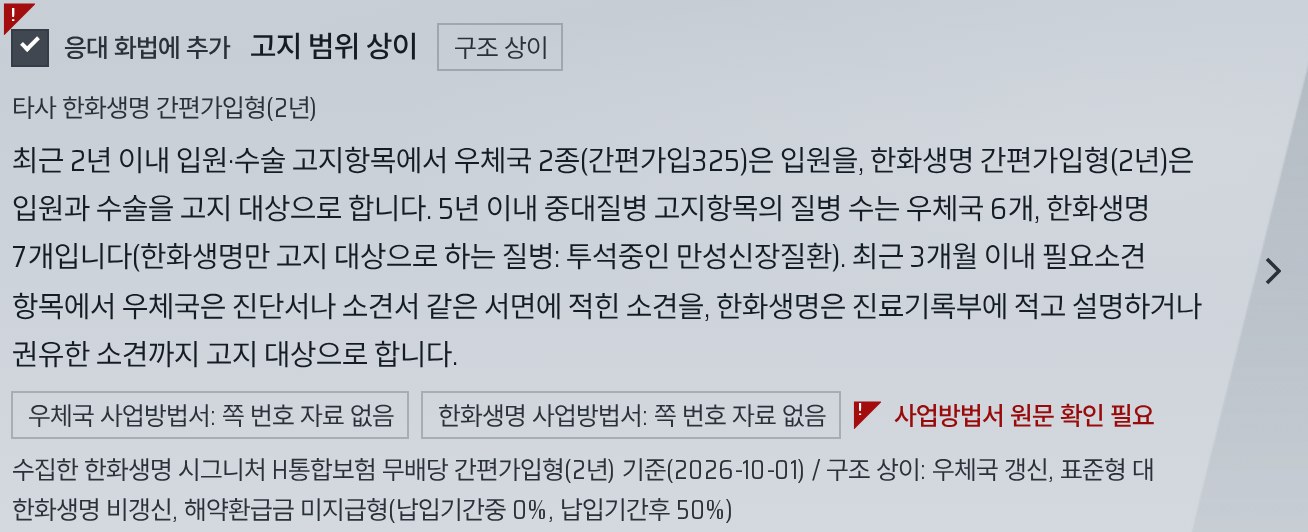 응대 화법에 추가 고지 범위 상이 구조 상이
타사 한화생명 간편가입형(2년)
최근 2년 이내 입원·수술 고지항목에서 우체국 2종(간편가입325)은 입원을, 한화생명 간편가입형(2년)은
입원과 수술을 고지 대상으로 합니다. 5년 이내 중대질병 고지항목의 질병 수는 우체국 6개, 한화생명
7개입니다(한화생명만 고지 대상으로 하는 질병: 투석중인 만성신장질환). 최근 3개월 이내 필요소견
항목에서 우체국은 진단서나 소견서 같은 서면에 적힌 소견을, 한화생명은 진료기록부에 적고 설명하거나
권유한 소견까지 고지 대상으로 합니다.
우체국 사업방법서: 쪽 번호 자료 없음 한화생명 사업방법서: 쪽 번호 자료 없음 ! 사업방법서 원문 확인 필요
수집한 한화생명 시그니처 H통합보험 무배당 간편가입형(2년) 기준(2026-10-01) / 구조 상이: 우체국 갱신, 표준형 대
한화생명 비갱신, 해약환급금 미지급형(납입기간중 0%, 납입기간후 50%)